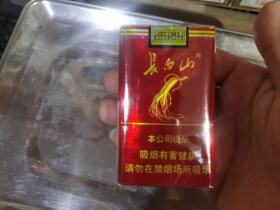 长白山
本公司提示
吸烟有害健康
请勿在禁烟场所吸烟